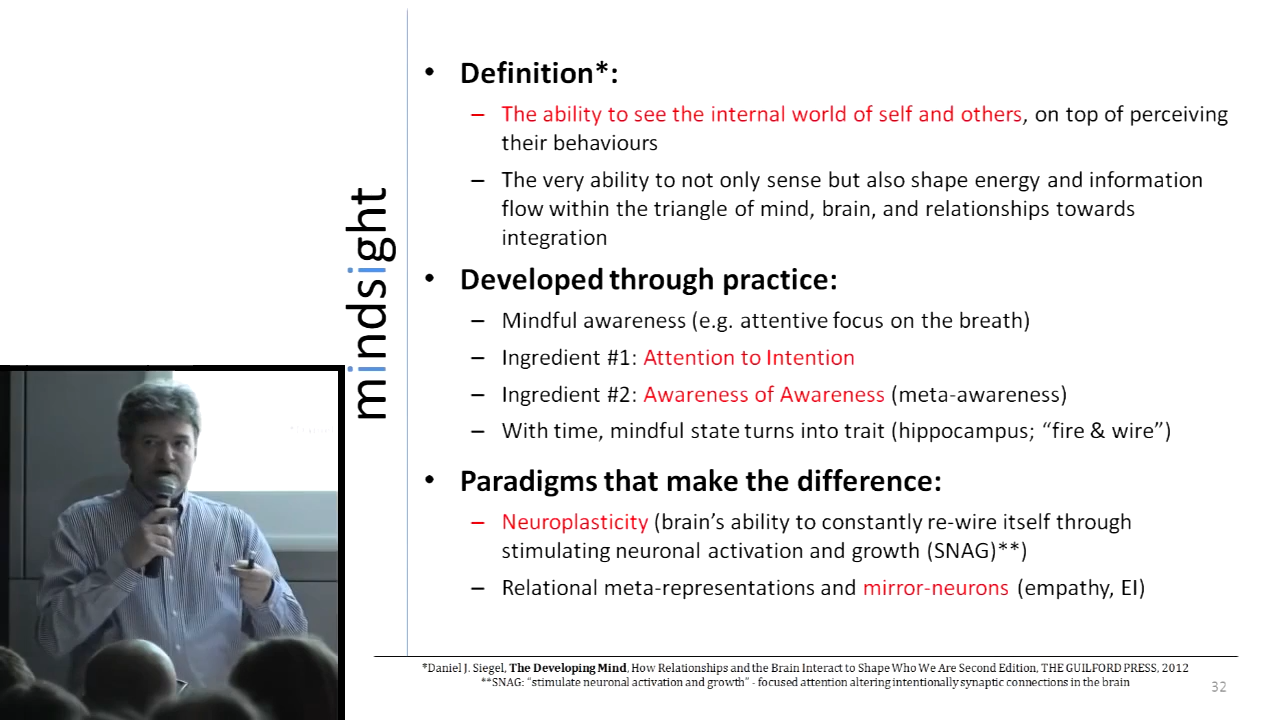 mindsight
• Definition*:
– The ability to see the internal world of self and others, on top of perceiving
their behaviours
– The very ability to not only sense but also shape energy and information
flow within the triangle of mind, brain, and relationships towards
integration
• Developed through practice:
– Mindful awareness (e.g. attentive focus on the breath)
– Ingredient #1: Attention to Intention
– Ingredient #2: Awareness of Awareness (meta-awareness)
– With time, mindful state turns into trait (hippocampus; “fire & wire”)
• Paradigms that make the difference:
– Neuroplasticity (brain’s ability to constantly re-wire itself through
stimulating neuronal activation and growth (SNAG)**)
– Relational meta-representations and mirror-neurons (empathy, EI)
*Daniel J. Siegel, The Developing Mind, How Relationships and the Brain Interact to Shape Who We Are Second Edition, THE GUILFORD PRESS, 2012
**SNAG: “stimulate neuronal activation and growth” - focused attention altering intentionally synaptic connections in the brain
32